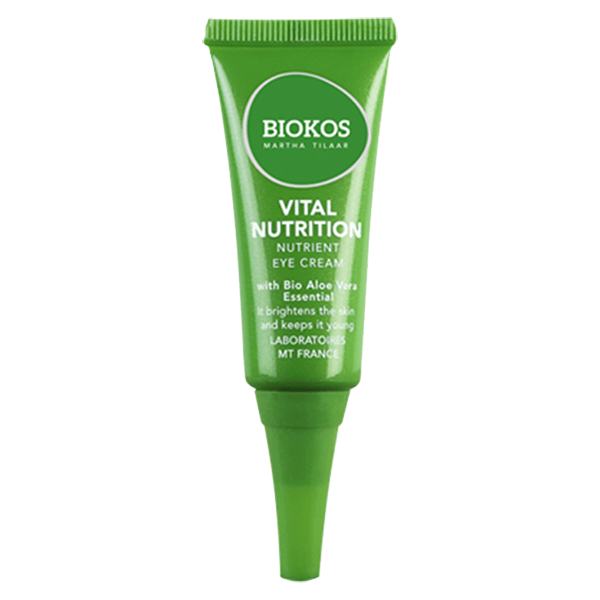 BIOKOS
MARTHA TILAAR
VITAL
NUTRITION
NUTRIENT
EYE CREAM
with Bio Aloe Vera
Essential
It brightens the skin
and keeps it young
LABORATOIRES
MT FRANCE